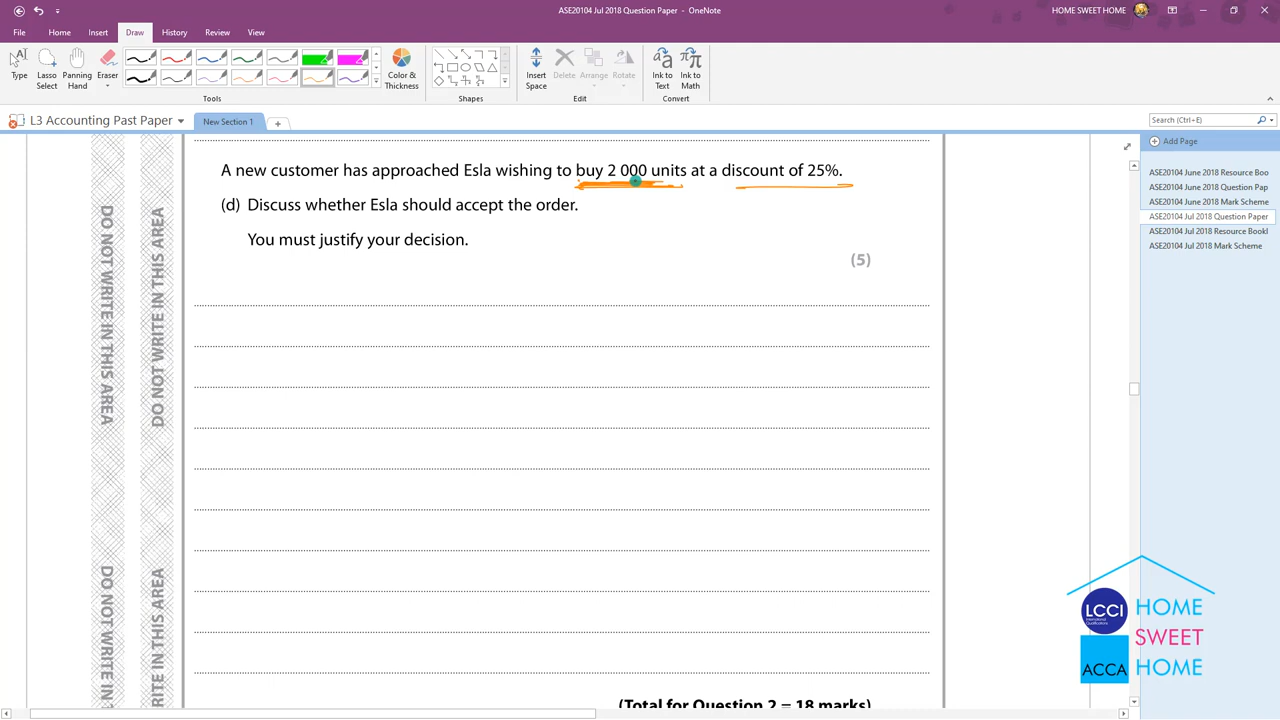 ASE20104 Jul 2018 Question Paper - OneNote
HOME SWEET HOME
File
Home
Insert
Draw
History
Review
View
Type
Lasso Select
Panning Hand
Eraser
Color & Thickness
Insert Space
Delete
Arrange
Rotate
Ink to Text
Ink to Math
Tools
Shapes
Edit
Convert
L3 Accounting Past Paper
New Section 1
Search (Ctrl+E)
Add Page
ASE20104 June 2018 Resource Boo
ASE20104 June 2018 Question Pap
ASE20104 June 2018 Mark Scheme
ASE20104 Jul 2018 Question Paper
ASE20104 Jul 2018 Resource Bookl
ASE20104 Jul 2018 Mark Scheme
A new customer has approached Esla wishing to buy 2 000 units at a discount of 25%.
(d) Discuss whether Esla should accept the order.
You must justify your decision.
(5)
DO NOT WRITE IN THIS AREA
DO NOT WRITE IN THIS AREA
DO NOT WRITE IN T
RITE IN THIS AREA
(Total for Question 2 = 18 marks)
LCCI
International Qualifications
ACCA
HOME
SWEET
HOME